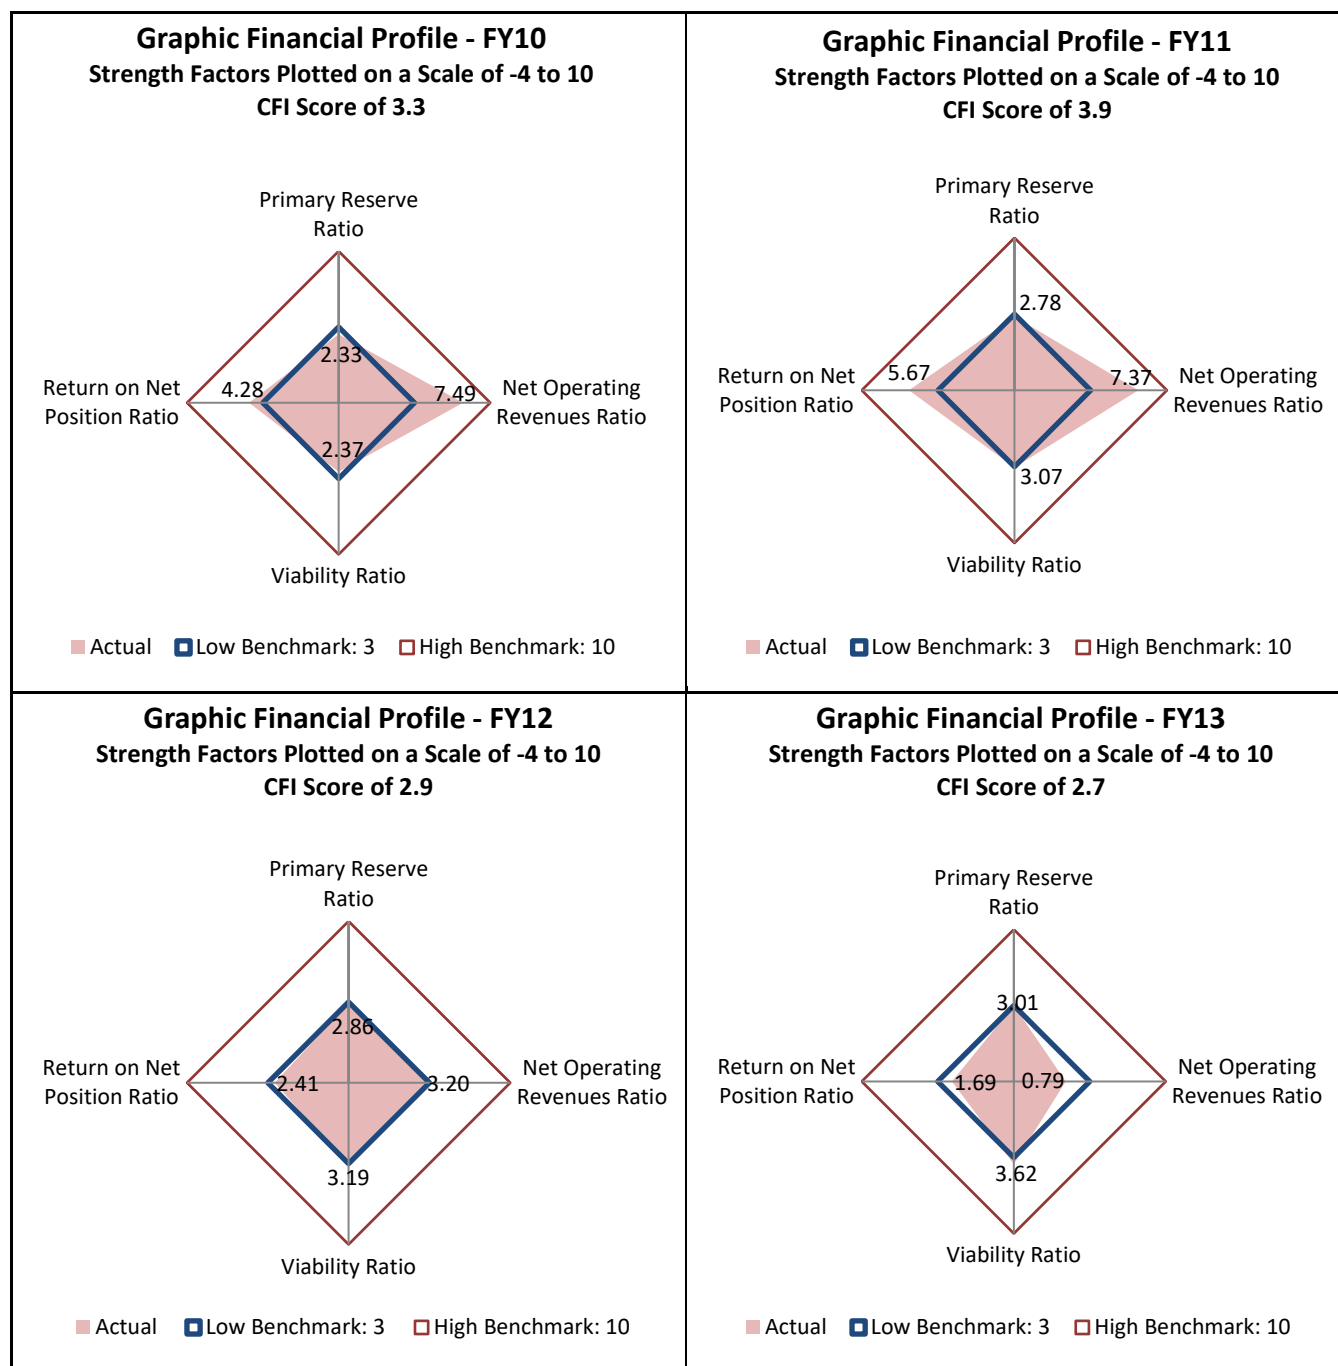 Graphic Financial Profile - FY10
Strength Factors Plotted on a Scale of -4 to 10
CFI Score of 3.3
Primary Reserve
Ratio
2.33
Return on Net
Position Ratio
4.28
7.49
Net Operating
Revenues Ratio
2.37
Viability Ratio
Actual
Low Benchmark: 3
High Benchmark: 10
Graphic Financial Profile - FY11
Strength Factors Plotted on a Scale of -4 to 10
CFI Score of 3.9
Primary Reserve
Ratio
2.78
Return on Net
Position Ratio
5.67
7.37
Net Operating
Revenues Ratio
3.07
Viability Ratio
Actual
Low Benchmark: 3
High Benchmark: 10
Graphic Financial Profile - FY12
Strength Factors Plotted on a Scale of -4 to 10
CFI Score of 2.9
Primary Reserve
Ratio
2.86
Return on Net
Position Ratio
2.41
3.20
Net Operating
Revenues Ratio
3.19
Viability Ratio
Actual
Low Benchmark: 3
High Benchmark: 10
Graphic Financial Profile - FY13
Strength Factors Plotted on a Scale of -4 to 10
CFI Score of 2.7
Primary Reserve
Ratio
3.01
Return on Net
Position Ratio
1.69
0.79
Net Operating
Revenues Ratio
3.62
Viability Ratio
Actual
Low Benchmark: 3
High Benchmark: 10